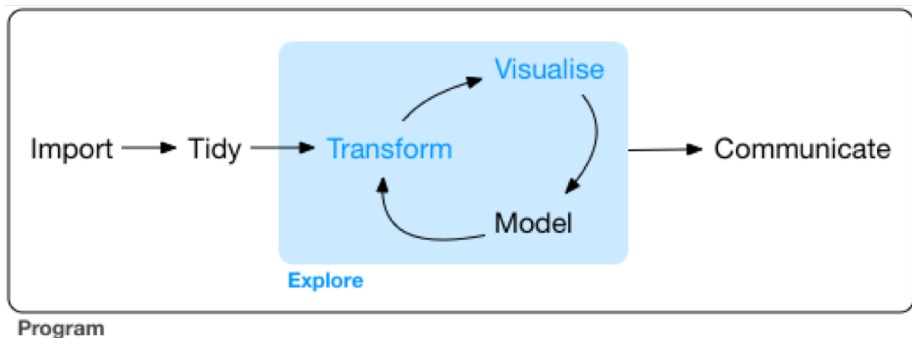 Visualise
Import Tidy Transform Communicate
Model
Explore
Program